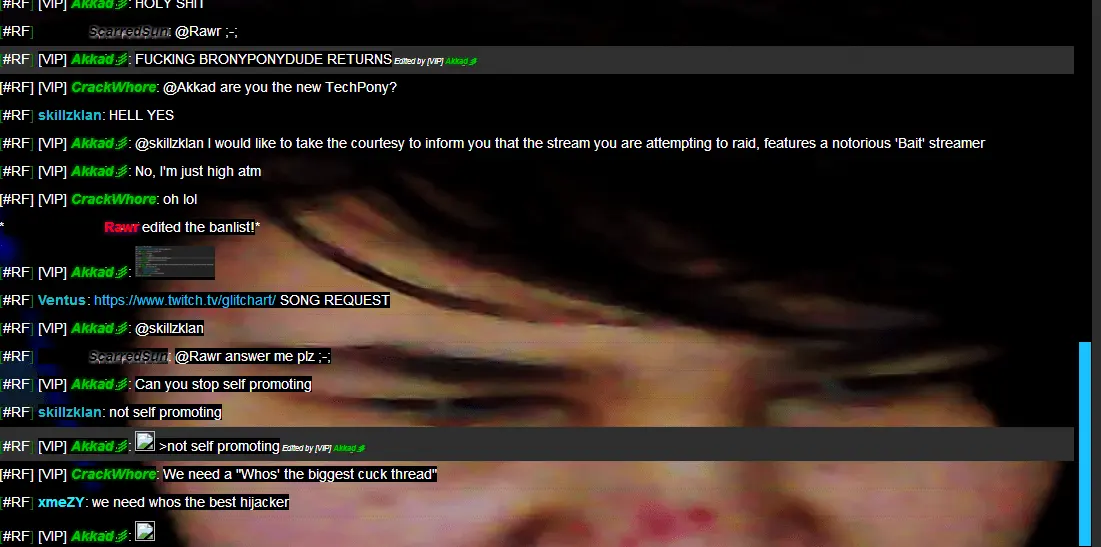 [#RF] [VIP] Akkad: HOLY SHIT
[#RF] ScarredSun: @Rawr ;-;
[#RF] [VIP] Akkad: FUCKING BRONYPONYDUDE RETURNS Edited by [VIP] Akkad
[#RF] [VIP] CrackWhore: @Akkad are you the new TechPony?
[#RF] skillzklan: HELL YES
[#RF] [VIP] Akkad: @skillzklan I would like to take the courtesy to inform you that the stream you are attempting to raid, features a notorious 'Bait' streamer
[#RF] [VIP] Akkad: No, I'm just high atm
[#RF] [VIP] CrackWhore: oh lol
* Rawr edited the banlist!*
[#RF] [VIP] Akkad:
[#RF] Ventus: https://www.twitch.tv/glitchart/ SONG REQUEST
[#RF] [VIP] Akkad: @skillzklan
[#RF] ScarredSun: @Rawr answer me plz ;-;
[#RF] [VIP] Akkad: Can you stop self promoting
[#RF] skillzklan: not self promoting
[#RF] [VIP] Akkad: >not self promoting Edited by [VIP] Akkad
[#RF] [VIP] CrackWhore: We need a "Whos' the biggest cuck thread"
[#RF] xmeZY: we need whos the best hijacker
[#RF] [VIP] Akkad: